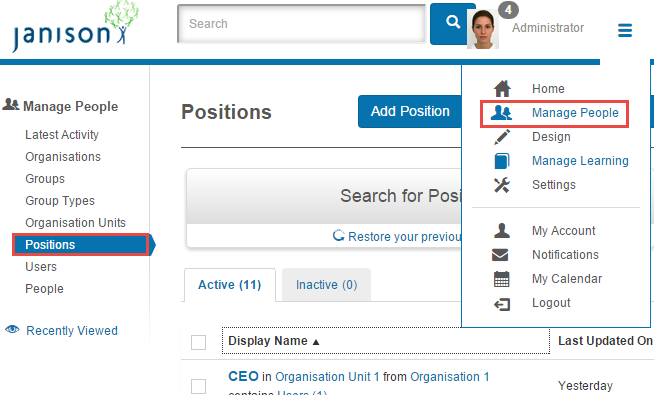 janison
Search
4
Administrator
Manage People
Latest Activity
Organisations
Groups
Group Types
Organisation Units
Positions
Users
People
Recently Viewed
Positions
Add Position
Search for Posi
Restore your previou
Active (11)
Inactive (0)
Display Name ▲
Last Updated On
CEO in Organisation Unit 1 from Organisation 1
contains Users (1)
Yesterday
Home
Manage People
Design
Manage Learning
Settings
My Account
Notifications
My Calendar
Logout